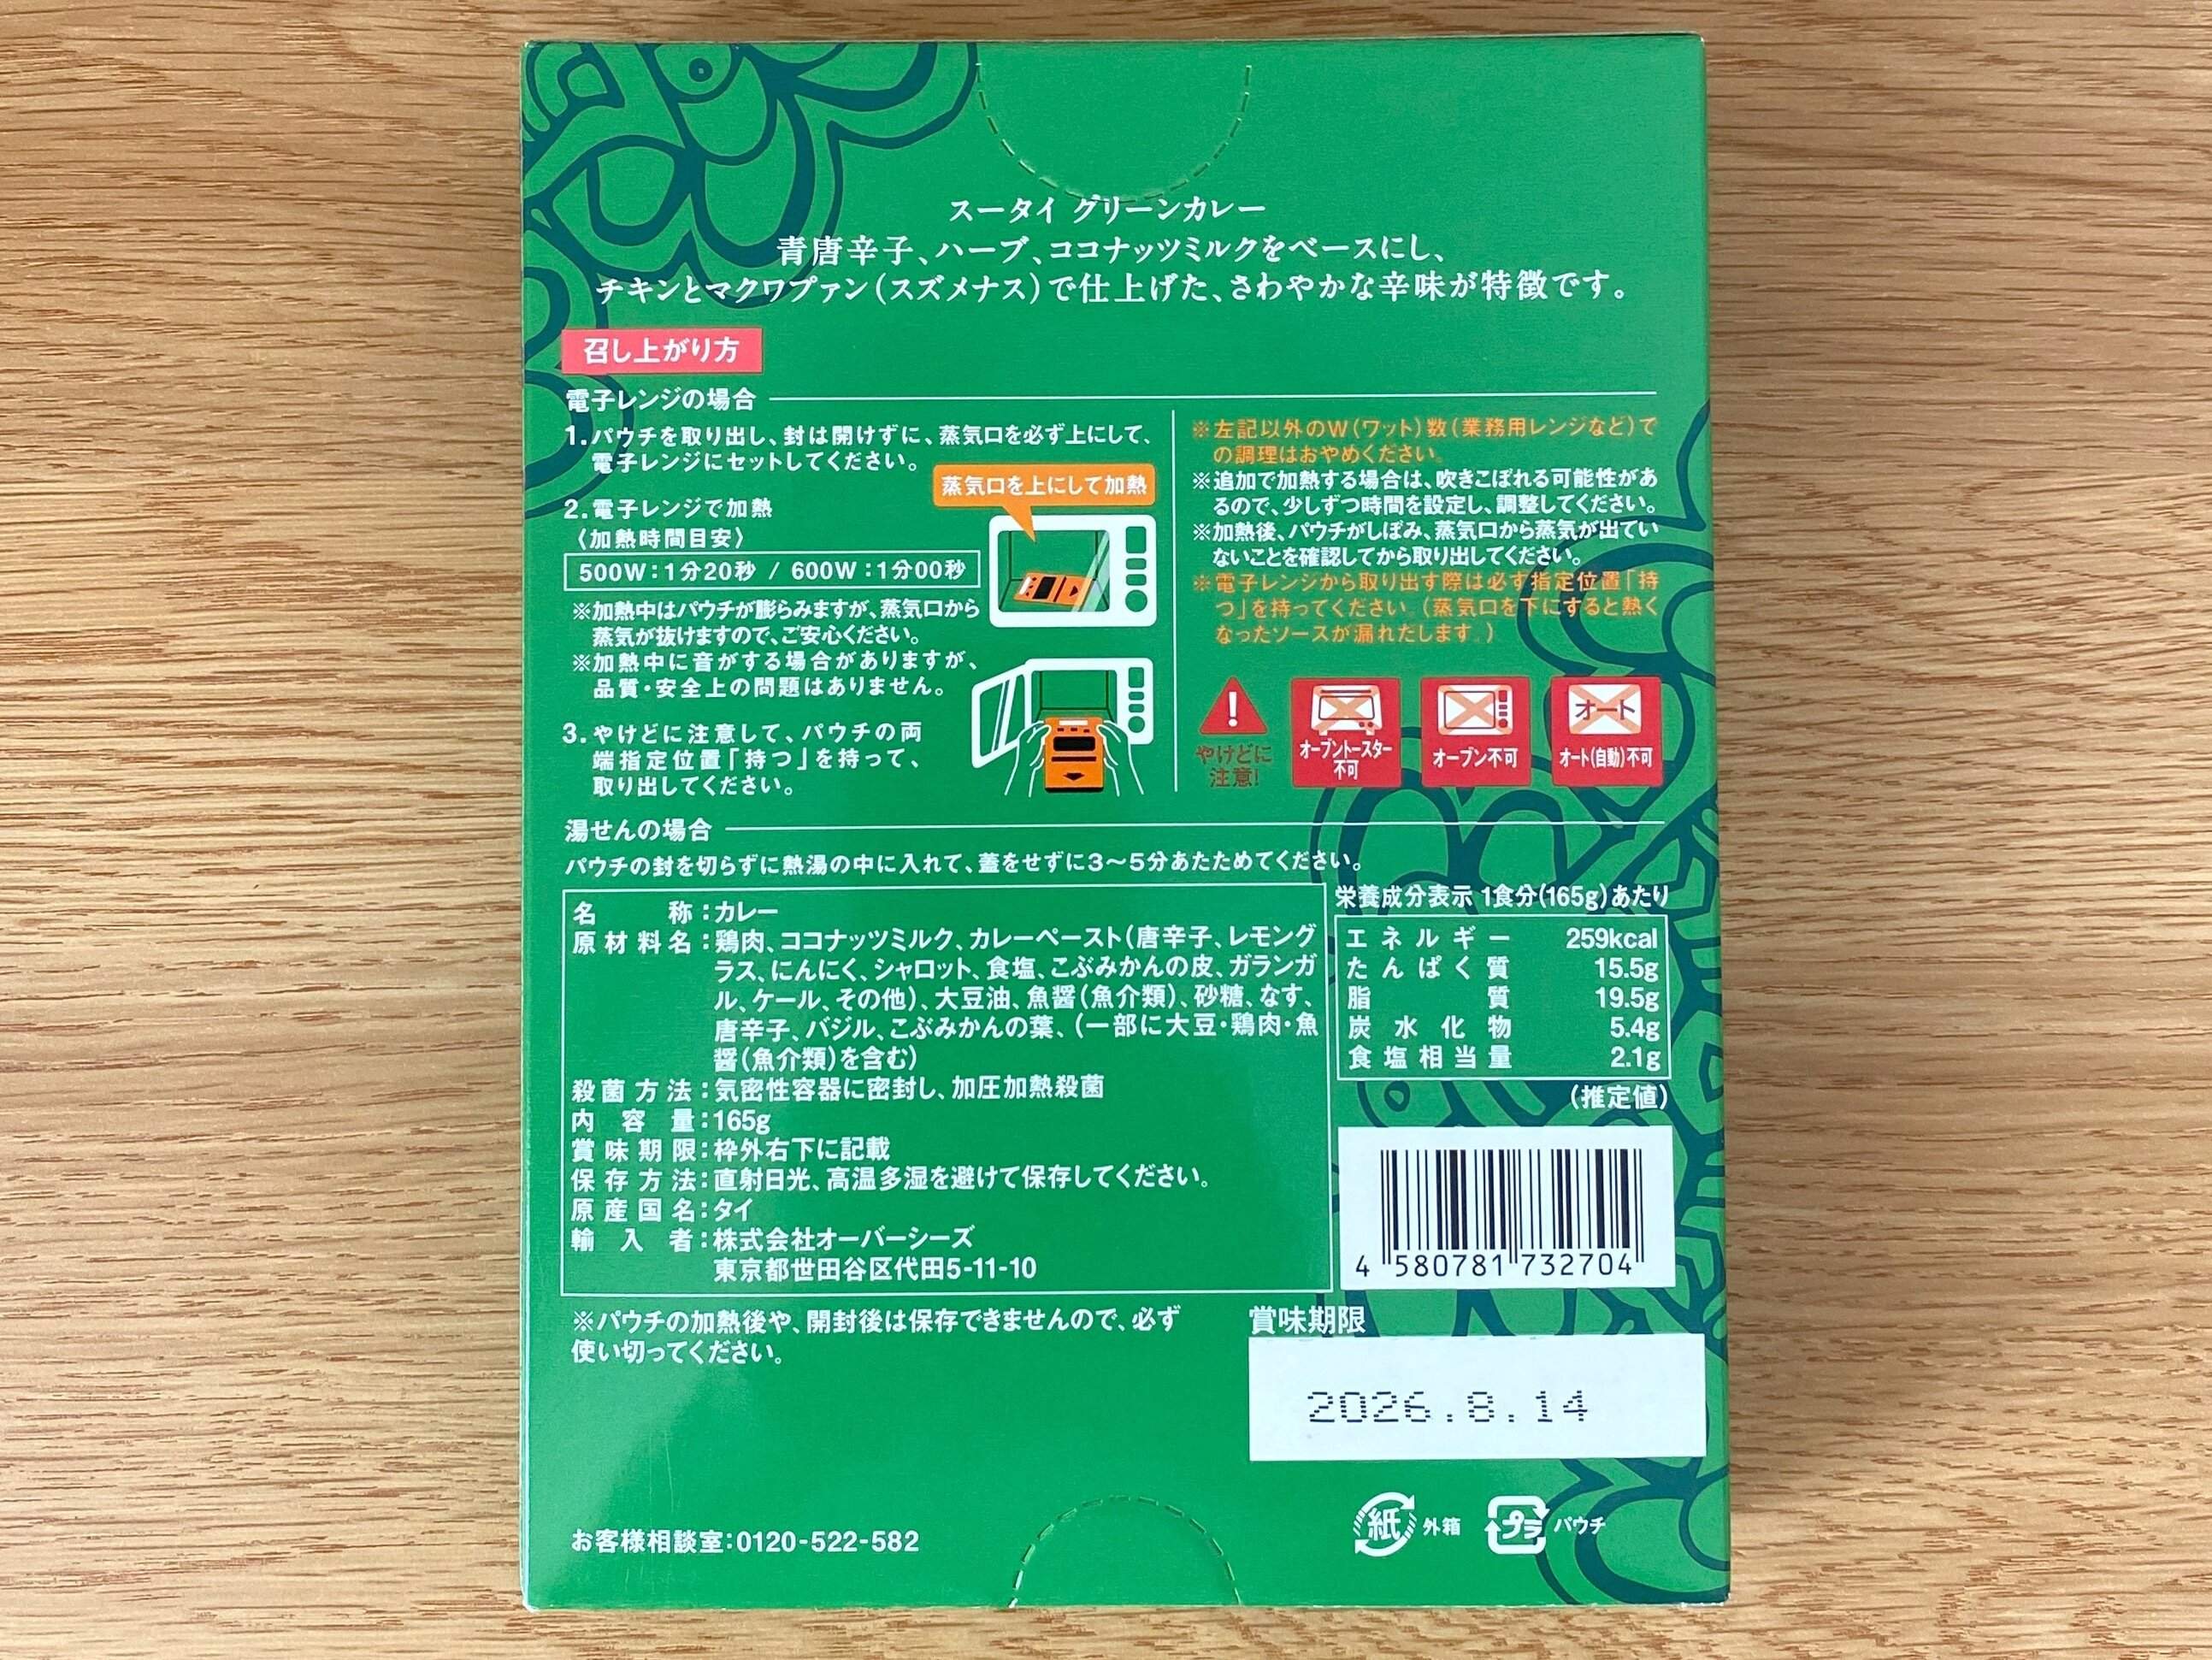 スータイ グリーンカレー
青唐辛子、ハーブ、ココナッツミルクをベースにし、
チキンとマクワプァン(スズメナス)で仕上げた、さわやかな辛味が特徴です。
召し上がり方
電子レンジの場合
1.パウチを取り出し、封は開けずに、蒸気口を必ず上にして、
電子レンジにセットしてください。
蒸気口を上にして加熱
2.電子レンジで加熱
〈加熱時間目安〉
500W:1分20秒 / 600W:1分00秒
※加熱中はパウチが膨らみますが、蒸気口から
蒸気が抜けますので、ご安心ください。
※加熱中に音がする場合がありますが、
品質・安全上の問題はありません。
3.やけどに注意して、パウチの両
端指定位置「持つ」を持って、
取り出してください。
※左記以外のW(ワット)数(業務用レンジなど)で
の調理はおやめください。
※追加で加熱する場合は、吹きこぼれる可能性があ
るので、少しずつ時間を設定し、調整してください。
※加熱後、パウチがしぼみ、蒸気口から蒸気が出てい
ないことを確認してから取り出してください。
※電子レンジから取り出す際は必ず指定位置「持
つ」を持ってください。(蒸気口を下にすると熱く
なったソースが漏れだします。)
やけどに
注意!
オーブントースター
不可
オーブン不可
オート
オート(自動)不可
湯せんの場合
パウチの封を切らずに熱湯の中に入れて、蓋をせずに3〜5分あたためてください。
名称:カレー
原材料名:鶏肉、ココナッツミルク、カレーペースト(唐辛子、レモング
ラス、にんにく、シャロット、食塩、こぶみかんの皮、ガランガ
ル、ケール、その他)、大豆油、魚醤(魚介類)、砂糖、なす、
唐辛子、バジル、こぶみかんの葉、(一部に大豆・鶏肉・魚
醤(魚介類)を含む)
殺菌方法:気密性容器に密封し、加圧加熱殺菌
内容量:165g
賞味期限:枠外右下に記載
保存方法:直射日光、高温多湿を避けて保存してください。
原産国名:タイ
輸入者:株式会社オーバーシーズ
東京都世田谷区代田5-11-10
栄養成分表示 1食分(165g)あたり
エネルギー 259kcal
たんぱく質 15.5g
脂質 19.5g
炭水化物 5.4g
食塩相当量 2.1g
(推定値)
4 580781 732704
※パウチの加熱後や、開封後は保存できませんので、必ず
使い切ってください。
賞味期限
2026.8.14
お客様相談室:0120-522-582
紙 外箱 プラ パウチ